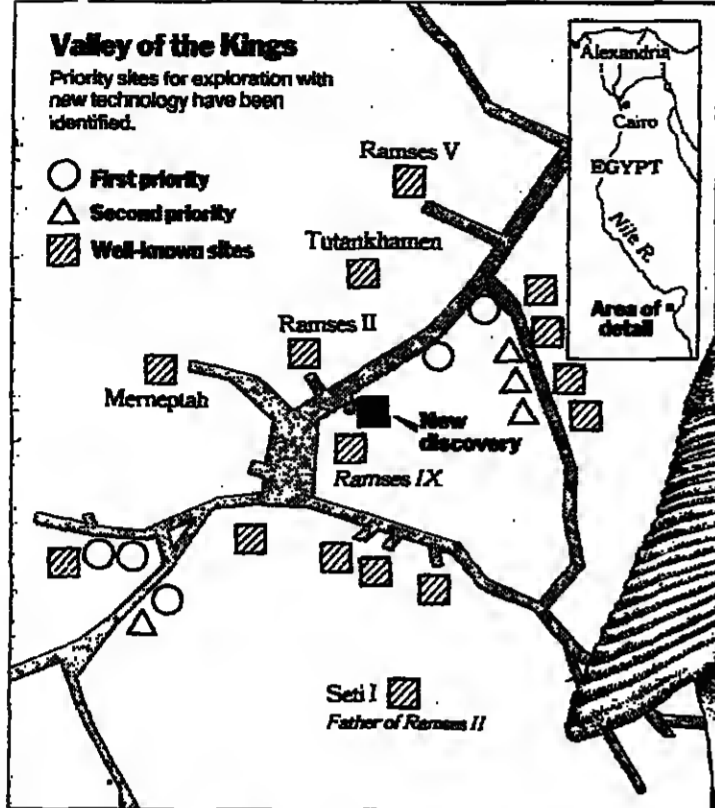 Valley of the Kings
Priority sites for exploration with
new technology have been
identified.
First priority
Second priority
Well-known sites
Ramses V
Tutankhamen
Ramses II
Merneptah
New
discovery
Ramses IX
Seti I
Father of Ramses II
Alexandria
Cairo
EGYPT
Nile R.
Area of
detail